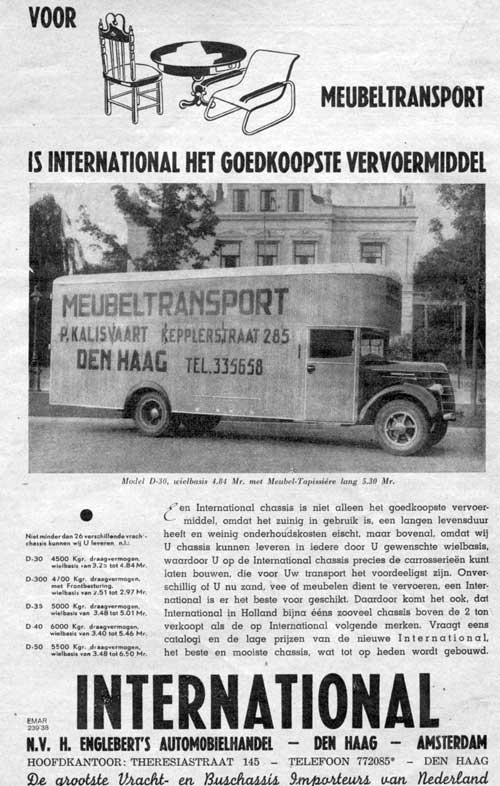 VOOR
MEUBELTRANSPORT
IS INTERNATIONAL HET GOEDKOOPSTE VERVOERMIDDEL
MEUBELTRANSPORT
P. KALISVAART KEPPLERSTRAAT 285
DEN HAAG TEL. 335658
Model D-30, wielbasis 4.84 Mr. met Meubel-Tapissiére lang 5.30 Mr.
Niet minder dan 26 verschillende vracht-
chassis kunnen wij U leveren, n.l.:
D-30 4500 Kgr. draagvermogen,
wielbasis van 3.25 tot 4.84 Mr.
D-300 4700 Kgr. draagvermogen,
met Frontbesturing,
wielbasis van 2.51 tot 2.97 Mr.
D-35 5000 Kgr. draagvermogen,
wielbasis van 3.48 tot 5.01 Mr.
D-40 6000 Kgr. draagvermogen,
wielbasis van 3.40 tot 5.46 Mr.
D-50 5500 Kgr. draagvermogen,
wielbasis van 3.48 tot 6.50 Mr.
Een International chassis is niet alleen het goedkoopste vervoer-
middel, omdat het zuinig in gebruik is, een langen levensduur
heeft en weinig onderhoudskosten eischt, maar bovenal, omdat wij
U chassis kunnen leveren in iedere door U gewenschte wielbasis,
waardoor U op de International chassis precies de carrosserieën kunt
laten bouwen, die voor Uw transport het voordeeligst zijn. Onver-
schillig of U nu zand, vee of meubelen dient te vervoeren, een Inter-
national is er het beste voor geschikt. Daardoor komt het ook, dat
International in Holland bijna ééns zooveel chassis boven de 2 ton
verkoopt als de op International volgende merken. Vraagt eens
catalogi en de lage prijzen van de nieuwe International,
het beste en mooiste chassis, wat tot op heden wordt gebouwd.
INTERNATIONAL
EMAR
239 38
N.V. H. ENGLEBERT'S AUTOMOBIELHANDEL — DEN HAAG — AMSTERDAM
HOOFDKANTOOR: THERESIASTRAAT 145 - TELEFOON 772085* - DEN HAAG
De grootste Vracht- en Buschassis Importeurs van Nederland